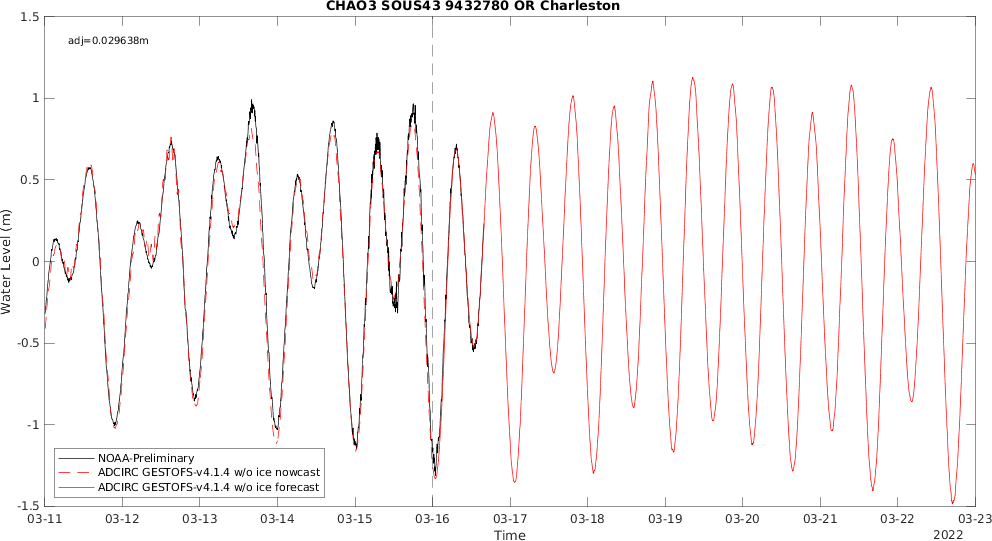 CHAO3 SOUS43 9432780 OR Charleston
adj=0.029638m
1.5
1
0.5
0
-0.5
-1
-1.5
Water Level (m)
NOAA-Preliminary
ADCIRC GESTOFS-v4.1.4 w/o ice nowcast
ADCIRC GESTOFS-v4.1.4 w/o ice forecast
03-11 03-12 03-13 03-14 03-15 03-16 03-17 03-18 03-19 03-20 03-21 03-22 03-23
Time
2022